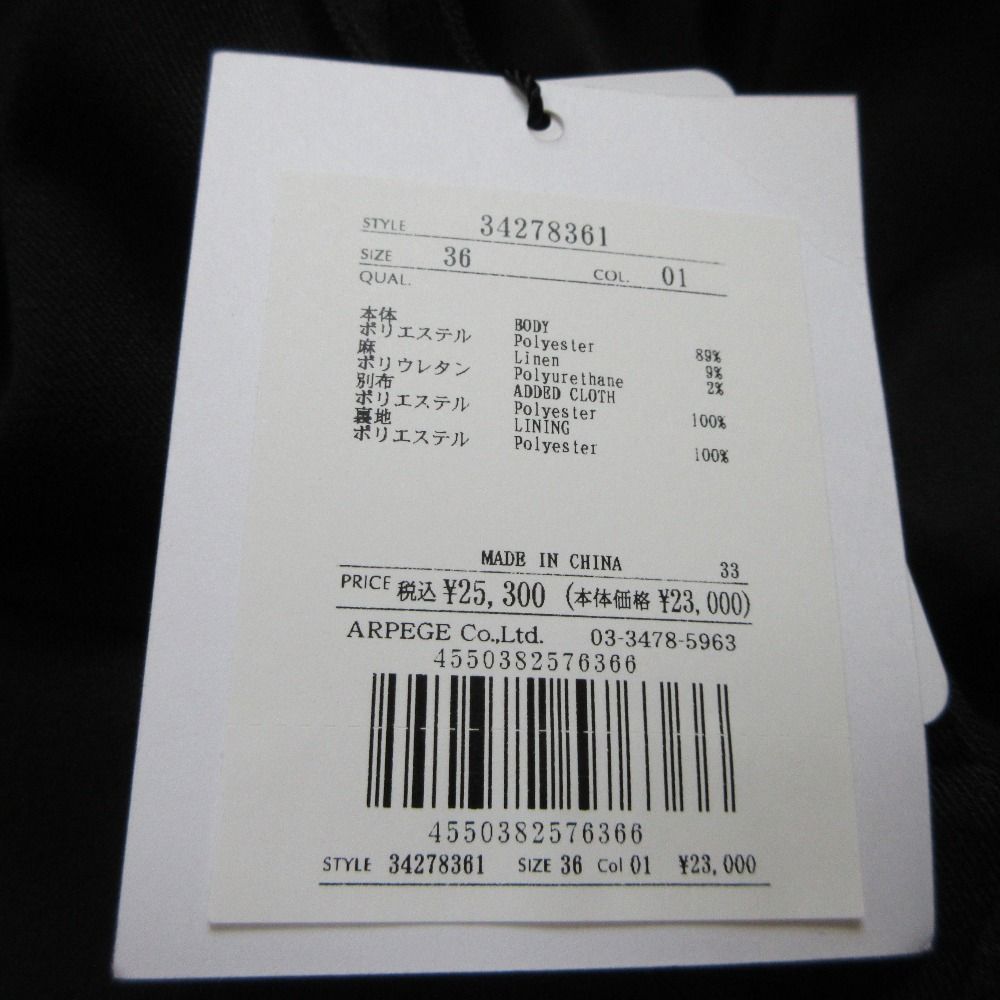 STYLE 34278361
SIZE 36 COL. 01
QUAL.
本体 BODY
ポリエステル Polyester 89%
麻 Linen 9%
ポリウレタン Polyurethane 2%
別布 ADDED CLOTH
ポリエステル Polyester 100%
裏地 LINING
ポリエステル Polyester 100%
MADE IN CHINA 33
PRICE 税込 ¥25,300 (本体価格 ¥23,000)
ARPEGE Co.,Ltd. 03-3478-5963
4550382576366
4550382576366
STYLE 34278361 SIZE 36 Col 01 ¥23,000